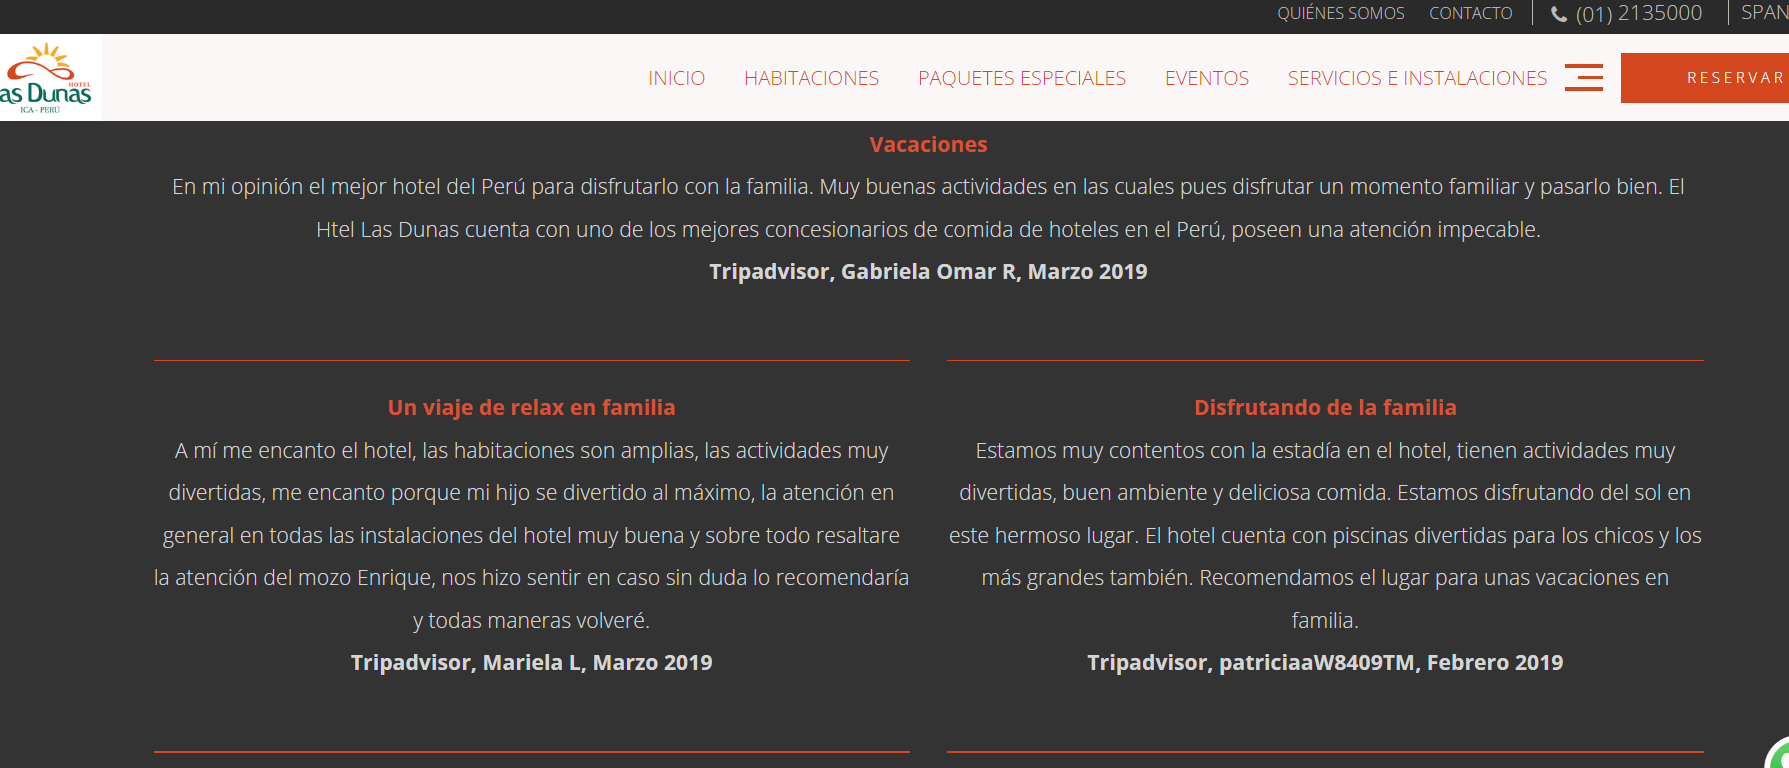 QUIÉNES SOMOS CONTACTO (01) 2135000 SPAN
HOTEL
as Dunas
ICA - PERÚ
INICIO HABITACIONES PAQUETES ESPECIALES EVENTOS SERVICIOS E INSTALACIONES RESERVAR
Vacaciones
En mi opinión el mejor hotel del Perú para disfrutarlo con la familia. Muy buenas actividades en las cuales pues disfrutar un momento familiar y pasarlo bien. El
Htel Las Dunas cuenta con uno de los mejores concesionarios de comida de hoteles en el Perú, poseen una atención impecable.
Tripadvisor, Gabriela Omar R, Marzo 2019
Un viaje de relax en familia
A mí me encanto el hotel, las habitaciones son amplias, las actividades muy
divertidas, me encanto porque mi hijo se divertido al máximo, la atención en
general en todas las instalaciones del hotel muy buena y sobre todo resaltare
la atención del mozo Enrique, nos hizo sentir en caso sin duda lo recomendaría
y todas maneras volveré.
Tripadvisor, Mariela L, Marzo 2019
Disfrutando de la familia
Estamos muy contentos con la estadía en el hotel, tienen actividades muy
divertidas, buen ambiente y deliciosa comida. Estamos disfrutando del sol en
este hermoso lugar. El hotel cuenta con piscinas divertidas para los chicos y los
más grandes también. Recomendamos el lugar para unas vacaciones en
familia.
Tripadvisor, patriciaaW8409TM, Febrero 2019